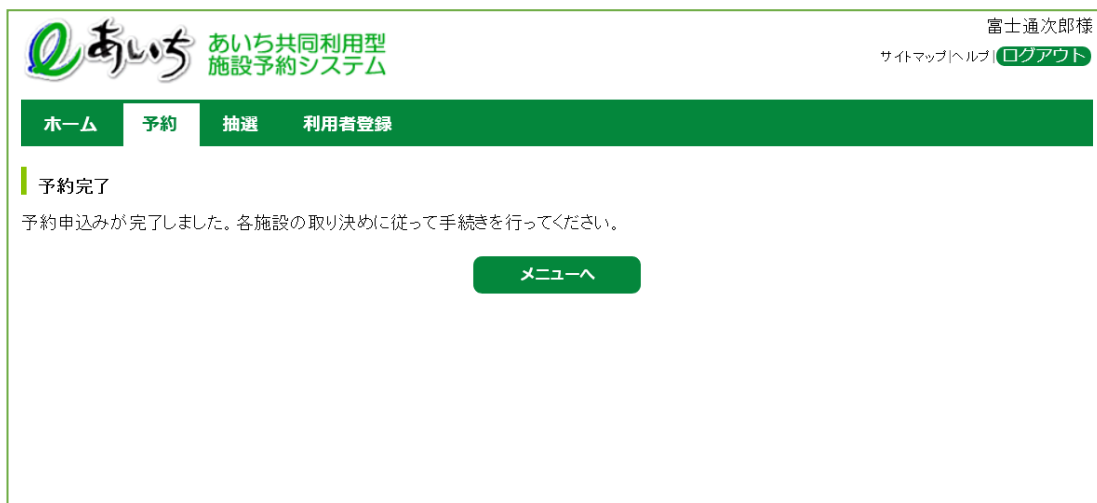 富士通次郎様
あいち あいち共同利用型
施設予約システム
サイトマップ|ヘルプ|ログアウト
ホーム 予約 抽選 利用者登録
予約完了
予約申込みが完了しました。各施設の取り決めに従って手続きを行ってください。
メニューへ